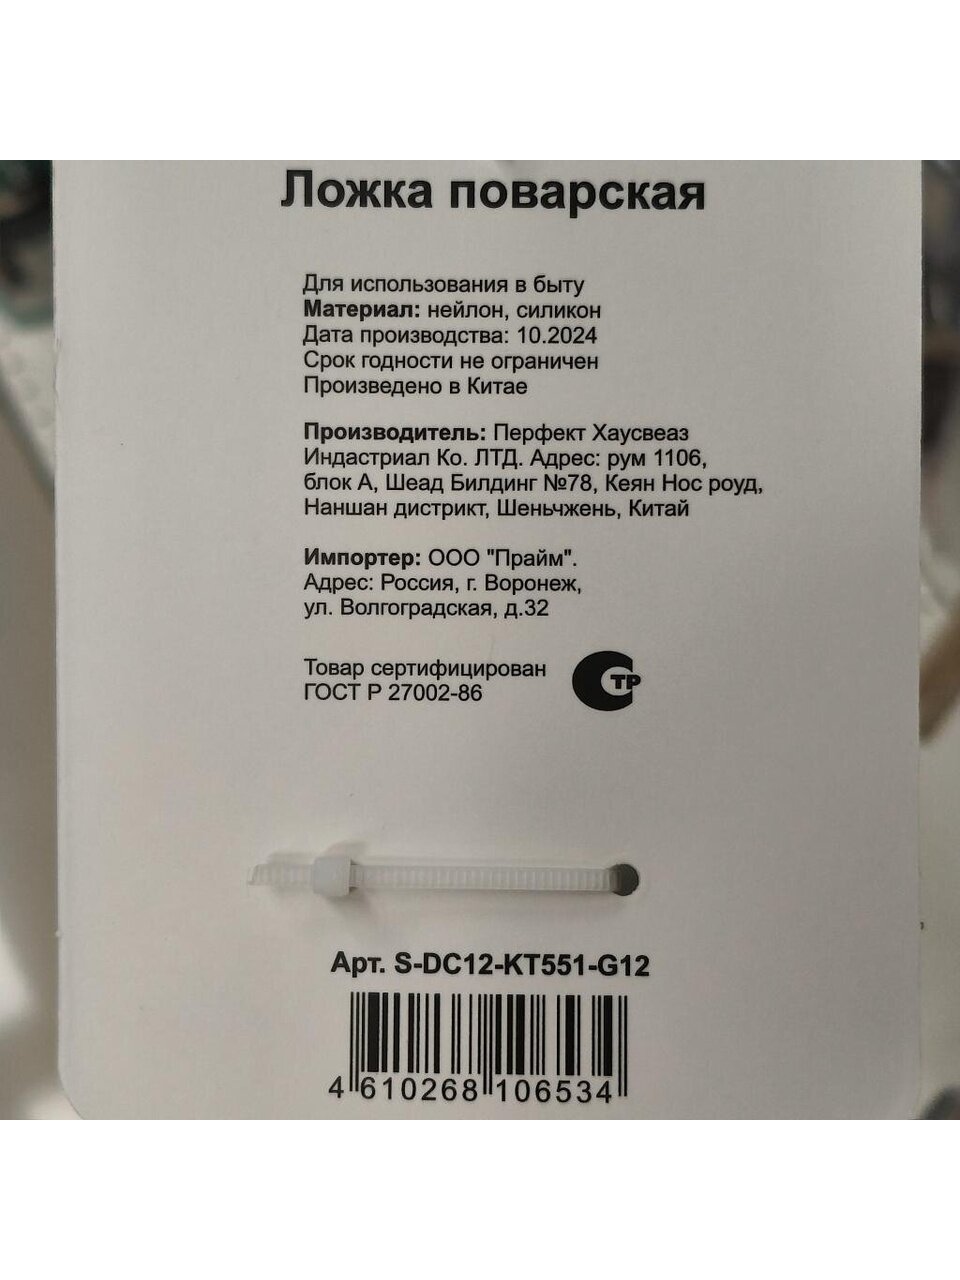 Ложка поварская
Для использования в быту
Материал: нейлон, силикон
Дата производства: 10.2024
Срок годности не ограничен
Произведено в Китае
Производитель: Перфект Хаусвеаз
Индастриал Ко. ЛТД. Адрес: рум 1106,
блок А, Шеад Билдинг №78, Кеян Нос роуд,
Наншан дистрикт, Шеньчжень, Китай
Импортер: ООО "Прайм".
Адрес: Россия, г. Воронеж,
ул. Волгоградская, д.32
Товар сертифицирован
ГОСТ Р 27002-86
СТР
Арт. S-DC12-KT551-G12
4 610268 106534